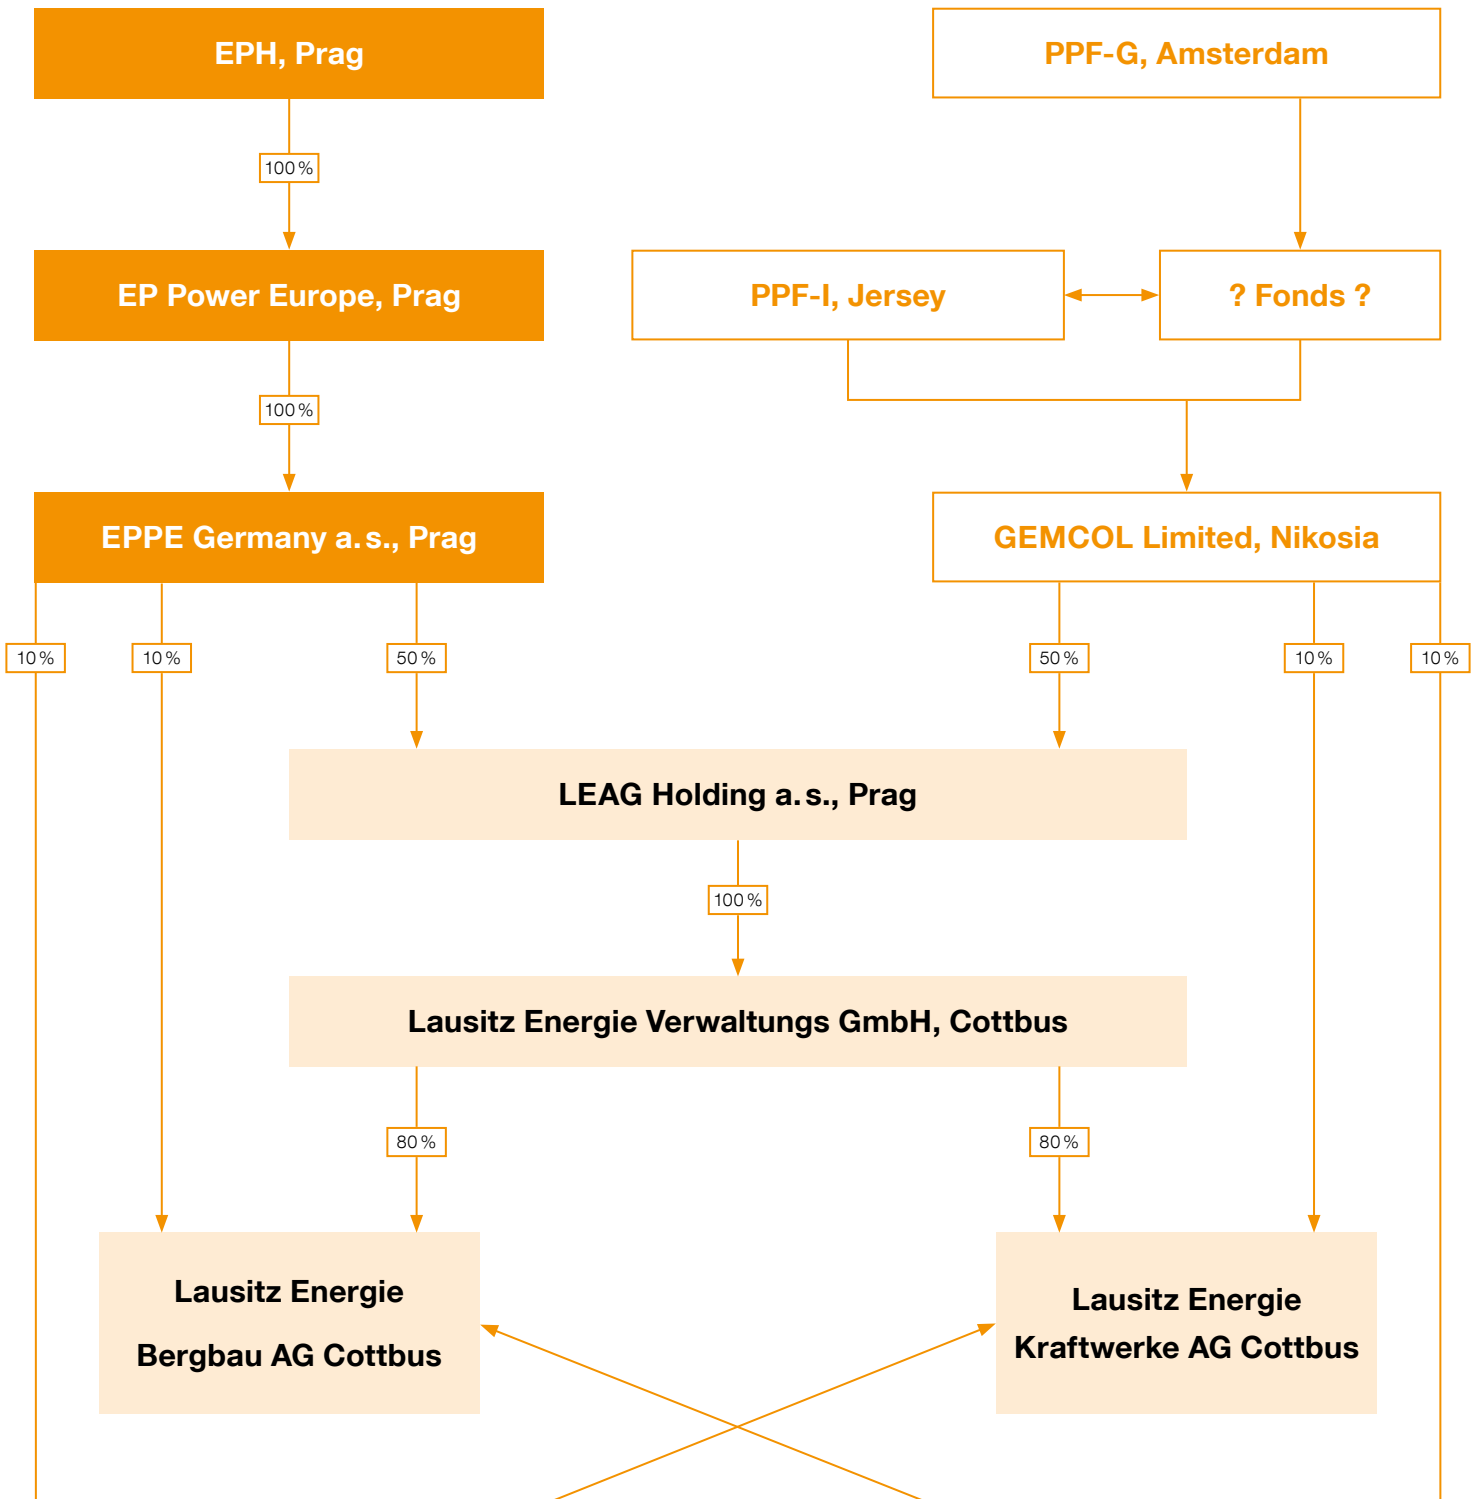 EPH, Prag
PPF-G, Amsterdam
100 %
EP Power Europe, Prag
PPF-I, Jersey
? Fonds ?
100 %
EPPE Germany a. s., Prag
GEMCOL Limited, Nikosia
10 %
10 %
50 %
50 %
10 %
10 %
LEAG Holding a. s., Prag
100 %
Lausitz Energie Verwaltungs GmbH, Cottbus
80 %
80 %
Lausitz Energie
Bergbau AG Cottbus
Lausitz Energie
Kraftwerke AG Cottbus